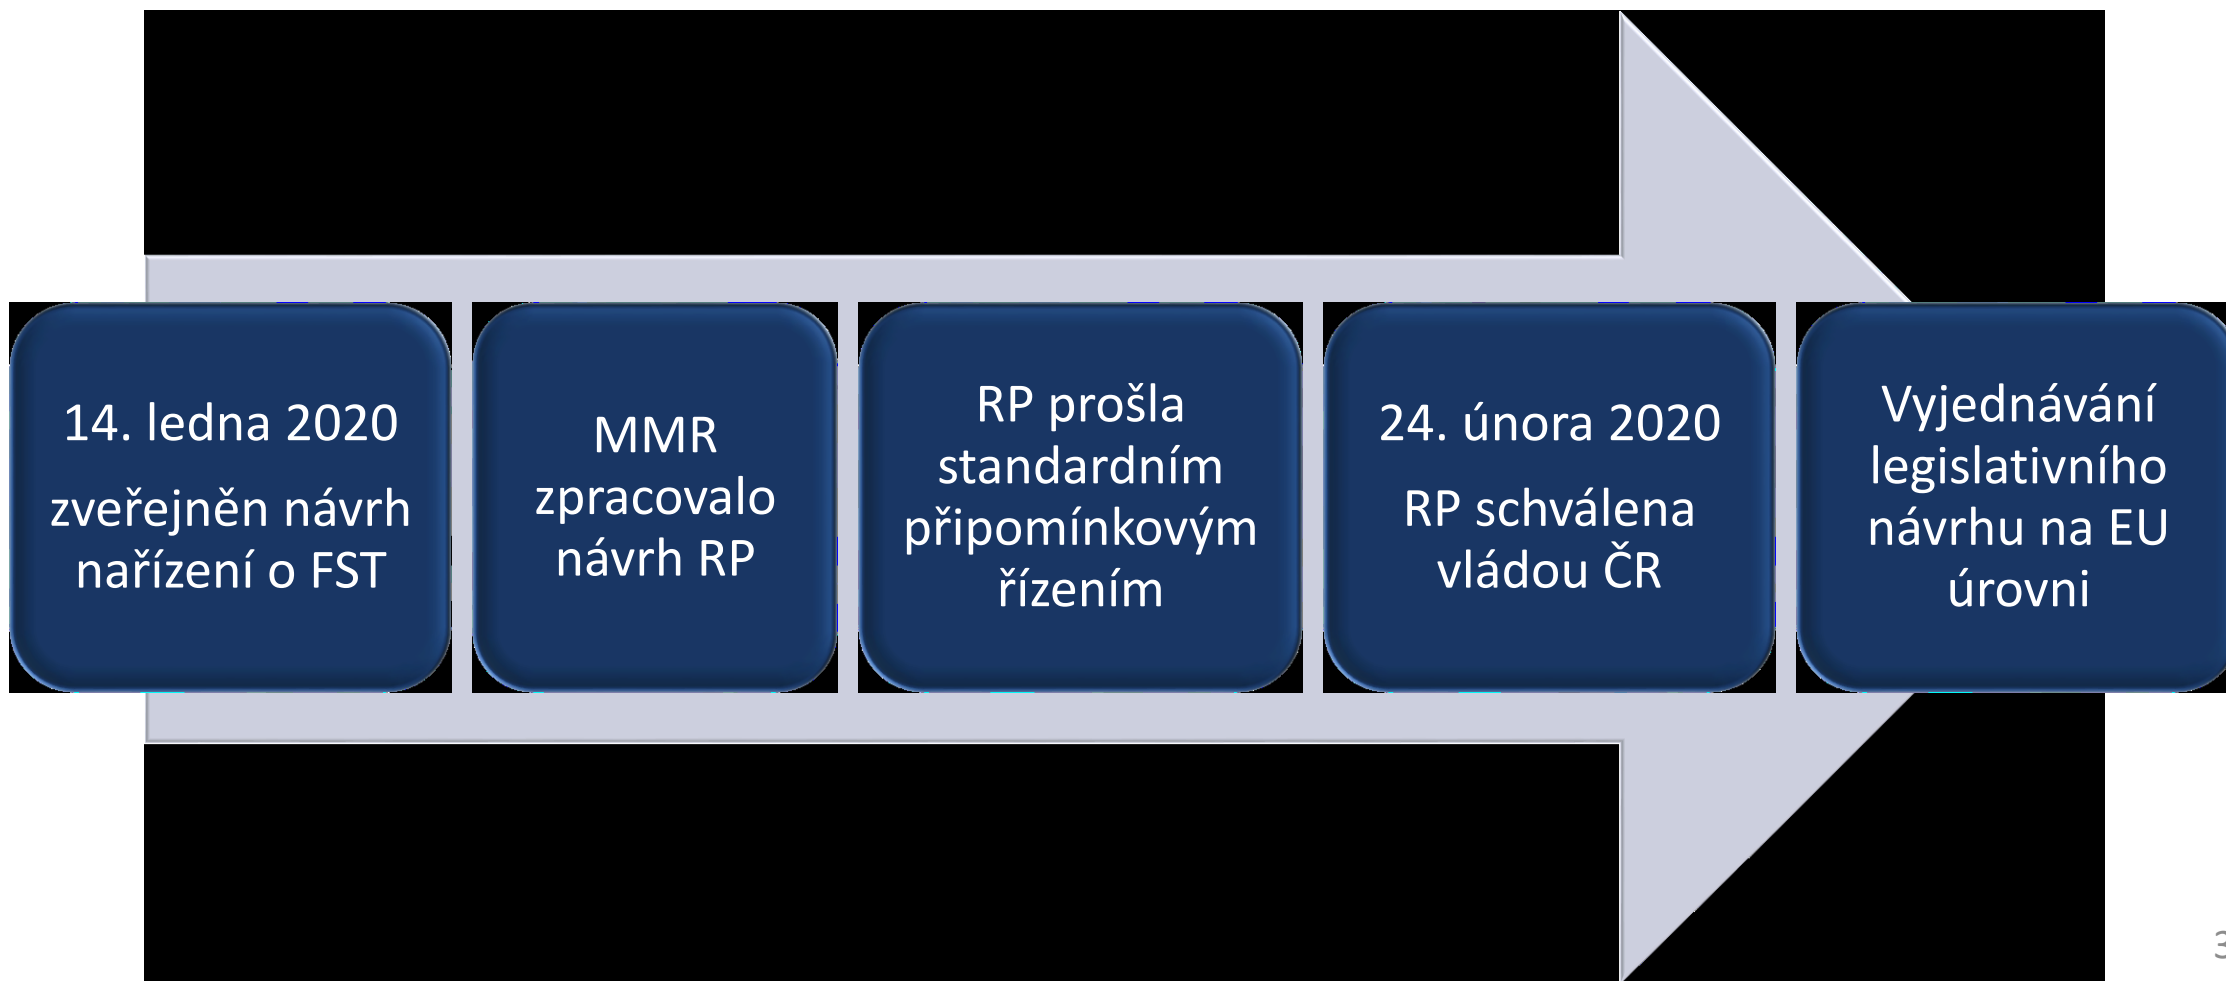 14. ledna 2020
zveřejněn návrh
nařízení o FST
MMR
zpracovalo
návrh RP
RP prošla
standardním
připomínkovým
řízením
24. února 2020
RP schválena
vládou ČR
Vyjednávání
legislativního
návrhu na EU
úrovni
3